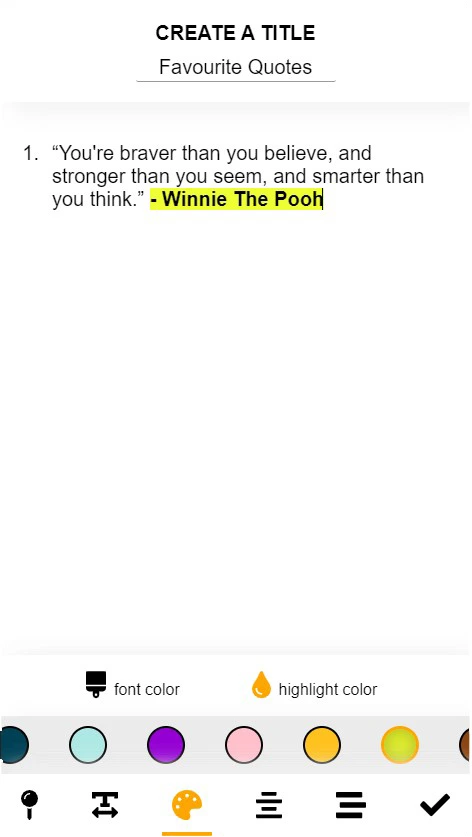 CREATE A TITLE
Favourite Quotes
1. “You're braver than you believe, and
stronger than you seem, and smarter than
you think.” - Winnie The Pooh
font color
highlight color